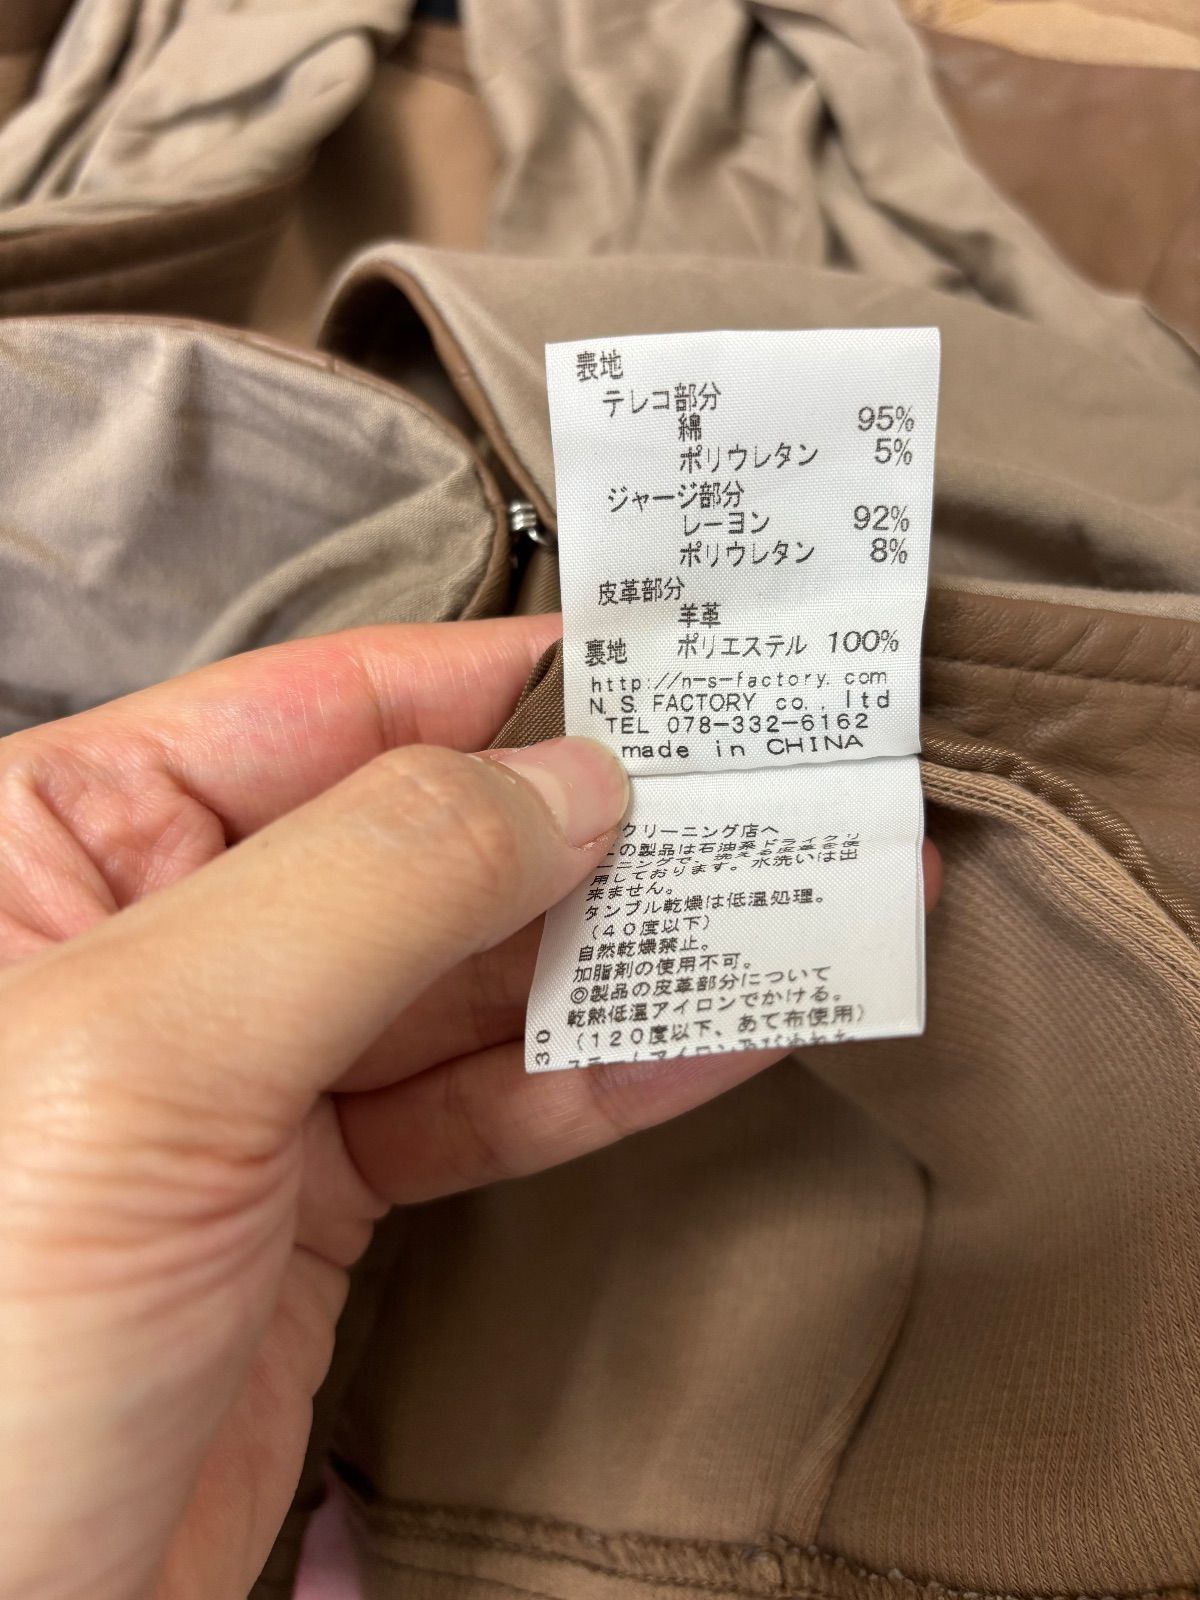 表地
テレコ部分
綿 95%
ポリウレタン 5%
ジャージ部分
レーヨン 92%
ポリウレタン 8%
皮革部分
羊革
裏地 ポリエステル 100%
http://n-s-factory.com
N.S.FACTORY co., ltd
TEL 078-332-6162
made in CHINA
クリーニング店へ
の製品は石油系ドライクリ
ーニングで、洗える皮革を使
用しております。水洗いは出
来ません。
タンブル乾燥は低温処理。
(40度以下)
自然乾燥禁止。
加脂剤の使用不可。
◎製品の皮革部分について
乾熱低温アイロンでかける。
(120度以下、あて布使用)
30